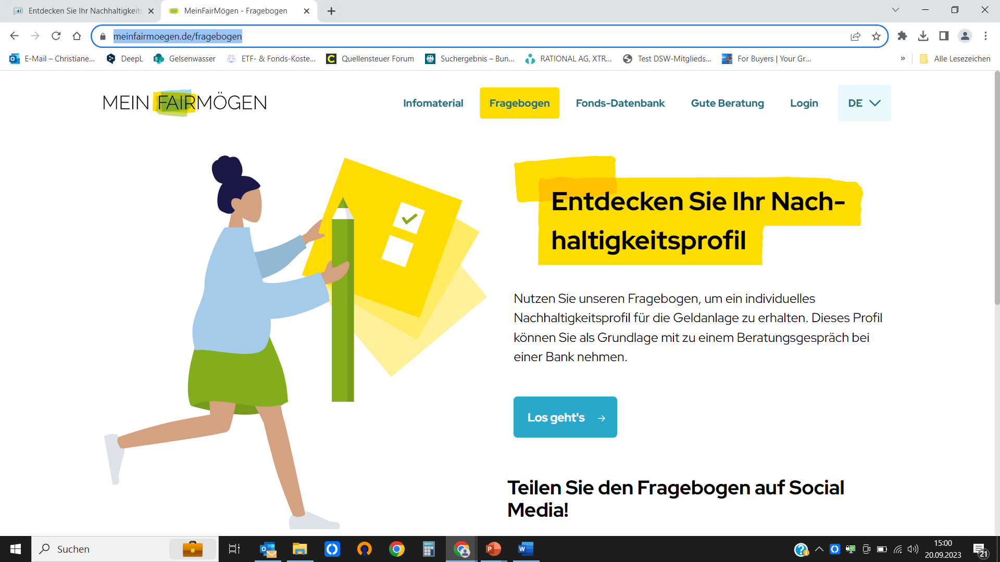 Entdecken Sie Ihr Nachhaltigkeits
MeinFairMögen - Fragebogen
meinfairmoegen.de/fragebogen
E-Mail – Christiane...
DeepL
Gelsenwasser
ETF- & Fonds-Koste...
Quellensteuer Forum
Suchergebnis – Bun...
RATIONAL AG, XTR...
Test DSW-Mitglieds...
For Buyers | Your Gr...
»
Alle Lesezeichen
MEIN FAIRMÖGEN
Infomaterial
Fragebogen
Fonds-Datenbank
Gute Beratung
Login
DE
Entdecken Sie Ihr Nach-
haltigkeitsprofil
Nutzen Sie unseren Fragebogen, um ein individuelles
Nachhaltigkeitsprofil für die Geldanlage zu erhalten. Dieses Profil
können Sie als Grundlage mit zu einem Beratungsgespräch bei
einer Bank nehmen.
Los geht's →
Teilen Sie den Fragebogen auf Social
Media!
Suchen
15:00
20.09.2023
21